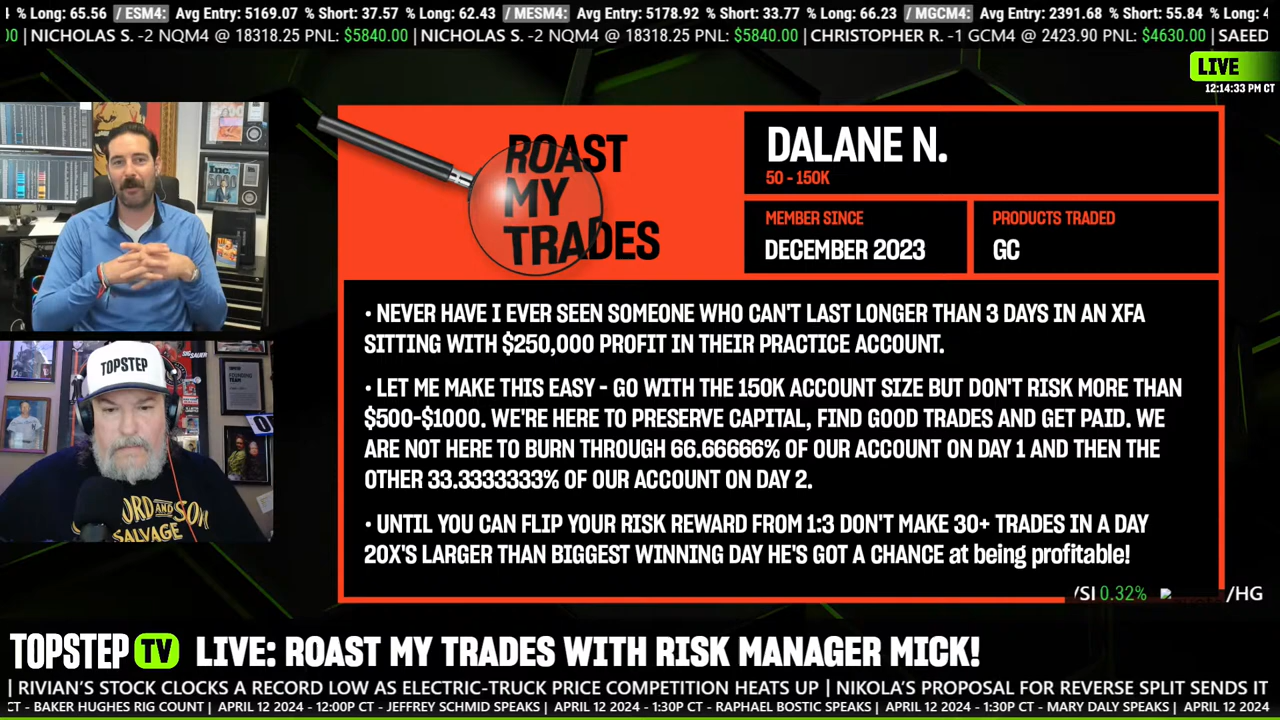 4 % Long: 65.56 / ESM4: Avg Entry: 5169.07 % Short: 37.57 % Long: 62.43 / MESM4: Avg Entry: 5178.92 % Short: 33.77 % Long: 66.23 / MGCM4: Avg Entry: 2391.68 % Short: 55.84 % Long: 4
00 | NICHOLAS S. -2 NQM4 @ 18318.25 PNL: $5840.00 | NICHOLAS S. -2 NQM4 @ 18318.25 PNL: $5840.00 | CHRISTOPHER R. -1 GCM4 @ 2423.90 PNL: $4630.00 | SAEED
LIVE
12:14:33 PM CT
ROAST
MY
TRADES
DALANE N.
50 - 150K
MEMBER SINCE
DECEMBER 2023
PRODUCTS TRADED
GC
• NEVER HAVE I EVER SEEN SOMEONE WHO CAN'T LAST LONGER THAN 3 DAYS IN AN XFA
SITTING WITH $250,000 PROFIT IN THEIR PRACTICE ACCOUNT.
• LET ME MAKE THIS EASY - GO WITH THE 150K ACCOUNT SIZE BUT DON'T RISK MORE THAN
$500-$1000. WE'RE HERE TO PRESERVE CAPITAL, FIND GOOD TRADES AND GET PAID. WE
ARE NOT HERE TO BURN THROUGH 66.66666% OF OUR ACCOUNT ON DAY 1 AND THEN THE
OTHER 33.3333333% OF OUR ACCOUNT ON DAY 2.
• UNTIL YOU CAN FLIP YOUR RISK REWARD FROM 1:3 DON'T MAKE 30+ TRADES IN A DAY
20X'S LARGER THAN BIGGEST WINNING DAY HE'S GOT A CHANCE at being profitable!
/SI 0.32% /HG
Inc.
SIG SAUER
TOPSTEP
ORD AND SON
SALVAGE
TOPSTEP TV LIVE: ROAST MY TRADES WITH RISK MANAGER MICK!
| RIVIAN'S STOCK CLOCKS A RECORD LOW AS ELECTRIC-TRUCK PRICE COMPETITION HEATS UP | NIKOLA'S PROPOSAL FOR REVERSE SPLIT SENDS IT
CT - BAKER HUGHES RIG COUNT | APRIL 12 2024 - 12:00P CT - JEFFREY SCHMID SPEAKS | APRIL 12 2024 - 1:30P CT - RAPHAEL BOSTIC SPEAKS | APRIL 12 2024 - 1:30P CT - MARY DALY SPEAKS | APRIL 12 2024